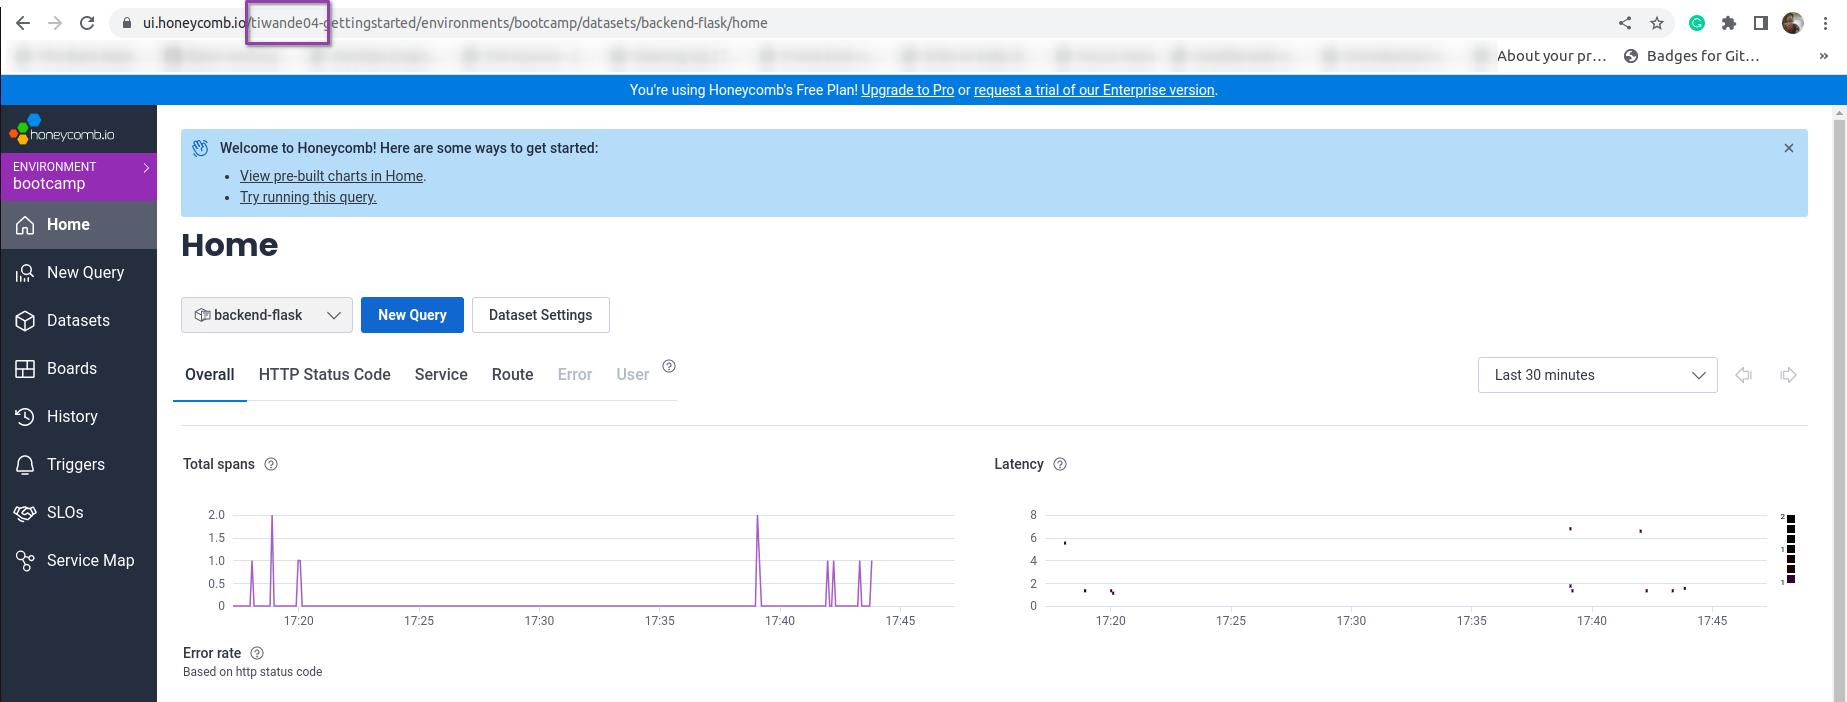 ui.honeycomb.io/tiwande04-gettingstarted/environments/bootcamp/datasets/backend-flask/home
About your pr... Badges for Git... »
You're using Honeycomb's Free Plan! Upgrade to Pro or request a trial of our Enterprise version.
honeycomb.io
ENVIRONMENT
bootcamp
Home
New Query
Datasets
Boards
History
Triggers
SLOs
Service Map
Welcome to Honeycomb! Here are some ways to get started:
• View pre-built charts in Home.
• Try running this query.
Home
backend-flask New Query Dataset Settings
Overall HTTP Status Code Service Route Error User ?
Last 30 minutes
Total spans ?
2.0
1.5
1.0
0.5
0
17:20 17:25 17:30 17:35 17:40 17:45
Latency ?
8
6
4
2
0
17:20 17:25 17:30 17:35 17:40 17:45
2
1
1
Error rate ?
Based on http status code